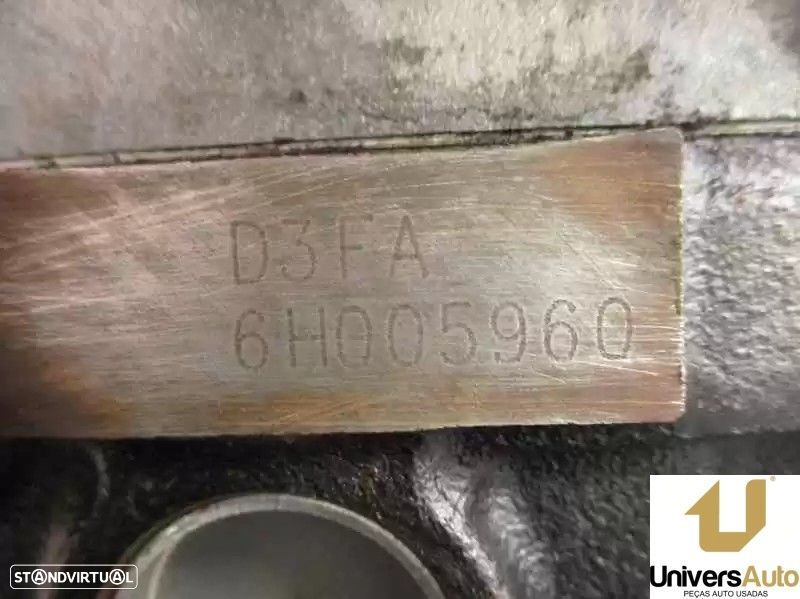 D3FA
6H005960
STANDVIRTUAL
UniversAuto
PEÇAS AUTO USADAS